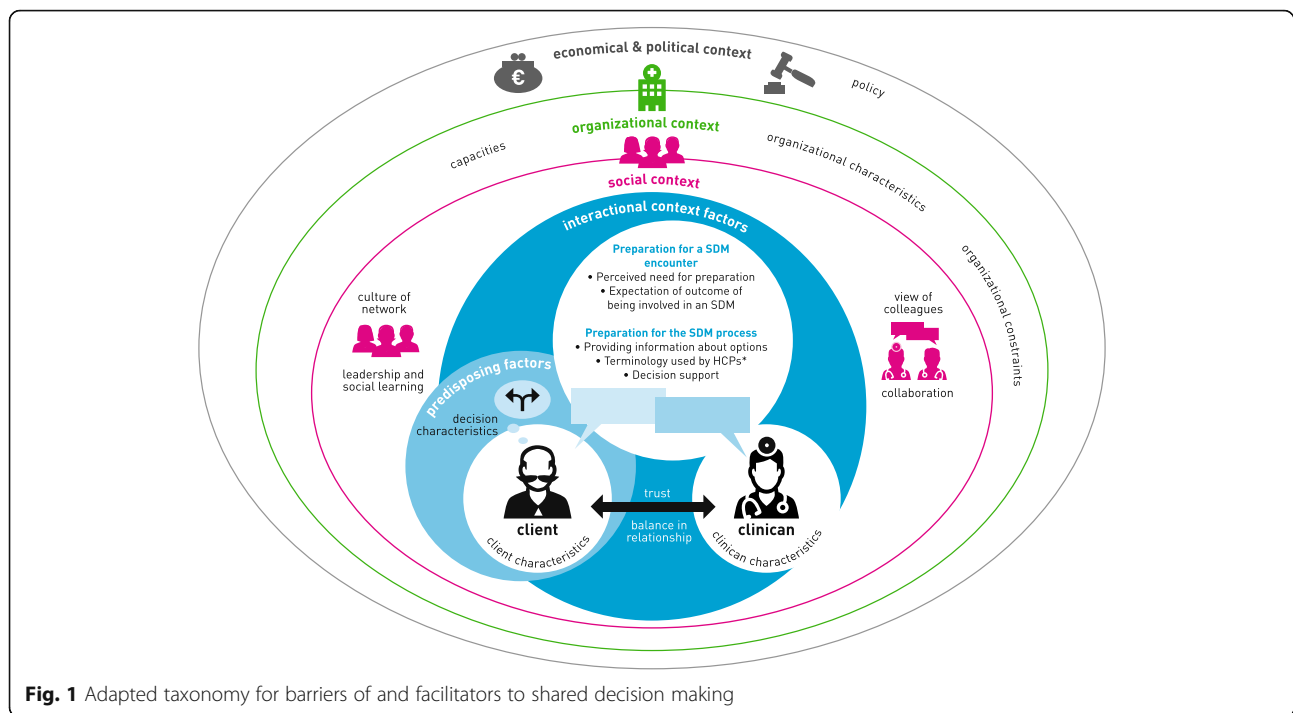 economical & political context
€
policy
organizational context
capacities
organizational characteristics
organizational constraints
social context
culture of
network
leadership and
social learning
view of
colleagues
collaboration
interactional context factors
Preparation for a SDM
encounter
• Perceived need for preparation
• Expectation of outcome of
being involved in an SDM
Preparation for the SDM process
• Providing information about options
• Terminology used by HCPs*
• Decision support
predisposing factors
decision
characteristics
client
client characteristics
trust
balance in
relationship
clinican
clinican characteristics
Fig. 1 Adapted taxonomy for barriers of and facilitators to shared decision making